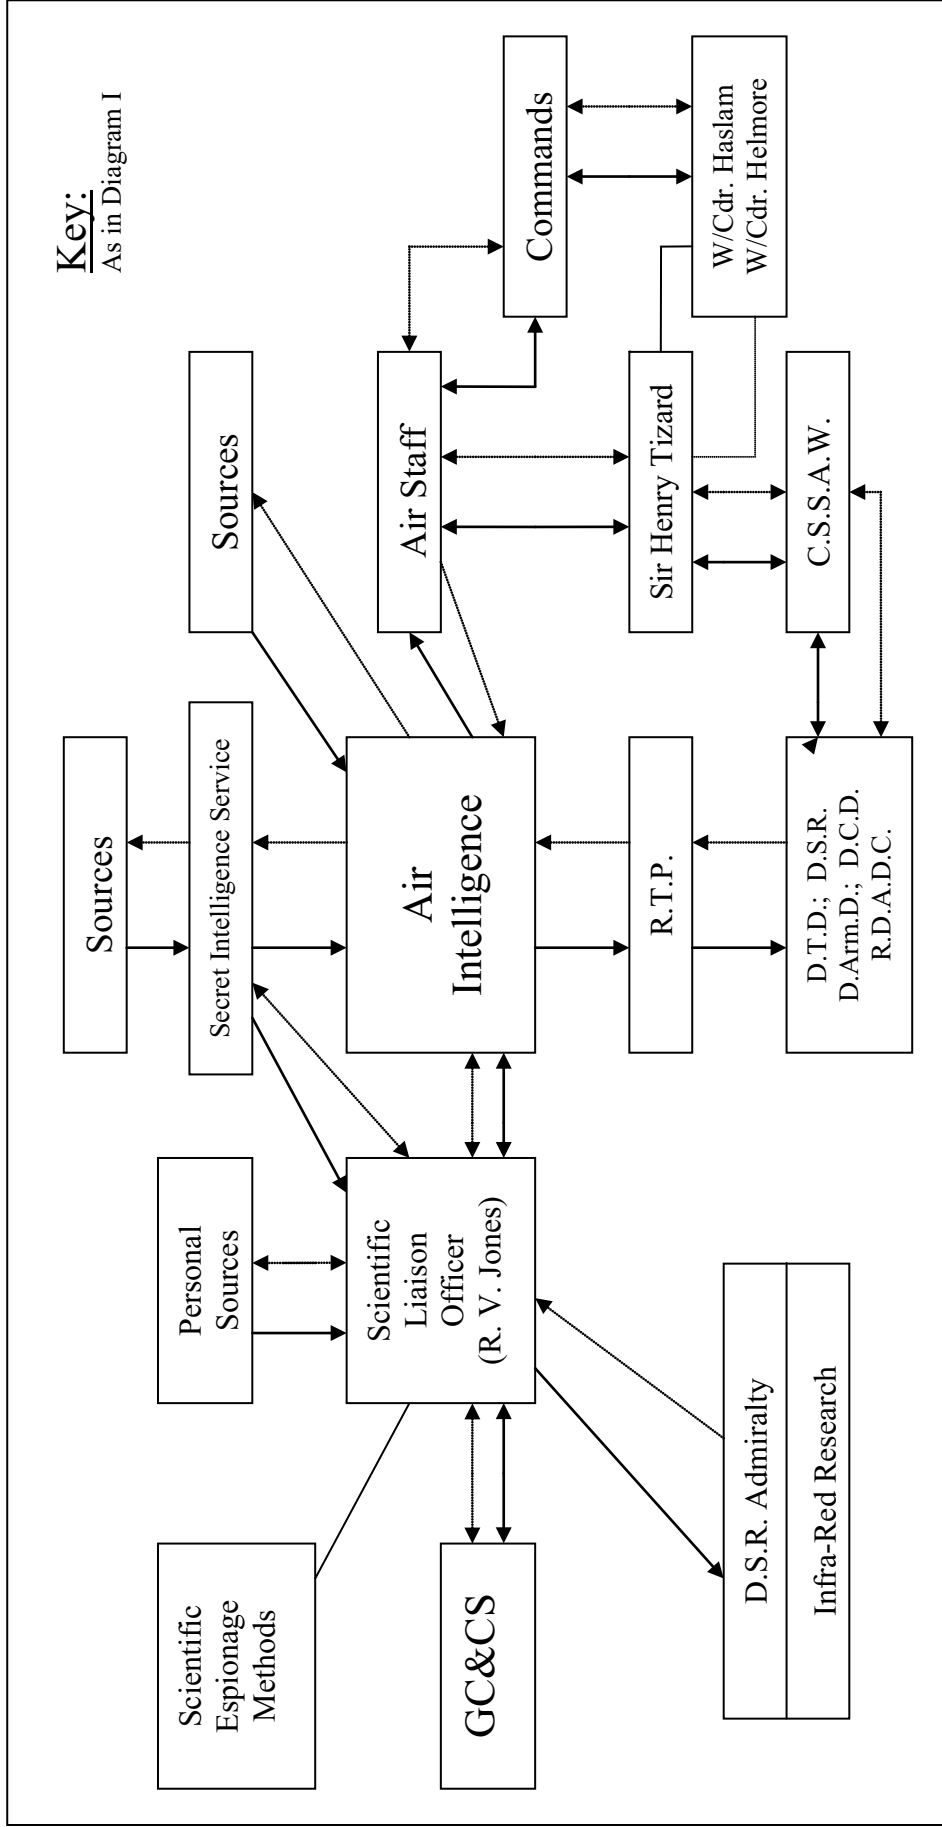 Key:
As in Diagram I
Sources
Sources
Secret Intelligence Service
Personal
Sources
Scientific
Espionage
Methods
Commands
Air Staff
Air
Intelligence
Scientific
Liaison
Officer
(R. V. Jones)
GC&CS
W/Cdr. Haslam
W/Cdr. Helmore
Sir Henry Tizard
R.T.P.
C.S.S.A.W.
D.T.D.; D.S.R.
D.Arm.D.; D.C.D.
R.D.A.D.C.
D.S.R. Admiralty
Infra-Red Research